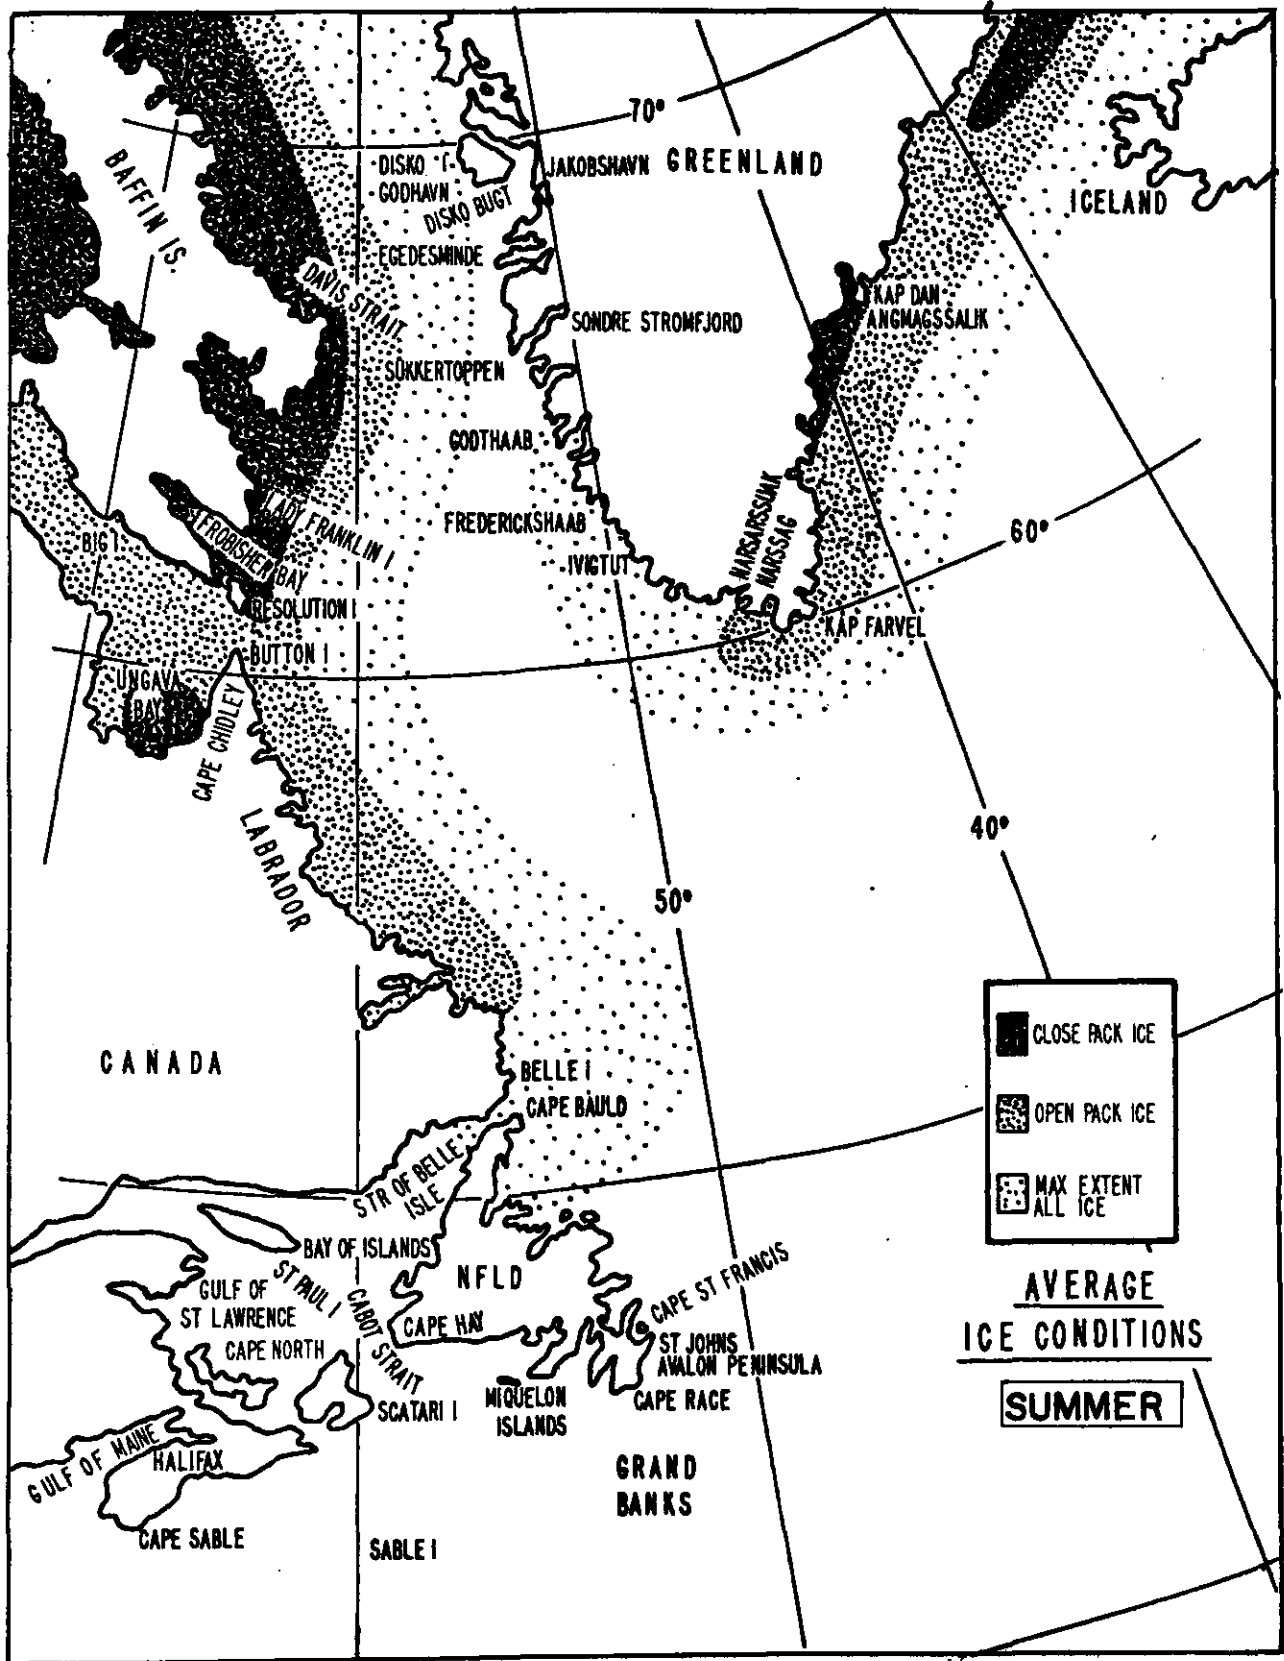 70°
BAFFIN IS.
DISKO I
GODHAVN
DISKO BUGT
JAKOBSHAVN
GREENLAND
ICELAND
EGEDESMINDE
DAVIS STRAIT
KAP DAN
ANGMAGSSALIK
SONDRE STROMFJORD
SUKKERTOPPEN
GODTHAAB
LADY FRANKLIN I
FREDERICKSHAAB
NARSARSSUAK
NARSSAG
60°
BIG I
FROBISHER BAY
IVIGTUT
RESOLUTION I
KAP FARVEL
BUTTON I
UNGAVA
BAY
CAPE CHIDLEY
LABRADOR
40°
50°
CLOSE PACK ICE
CANADA
BELLE I
CAPE BAULD
OPEN PACK ICE
STR OF BELLE
ISLE
MAX EXTENT
ALL ICE
BAY OF ISLANDS
ST PAUL I
NFLD
CAPE ST FRANCIS
GULF OF
ST LAWRENCE
CABOT STRAIT
CAPE HAY
CAPE NORTH
ST JOHNS
AVALON PENINSULA
AVERAGE
ICE CONDITIONS
SUMMER
SCATARI I
MIQUELON
ISLANDS
CAPE RACE
GULF OF MAINE
HALIFAX
GRAND
BANKS
CAPE SABLE
SABLE I